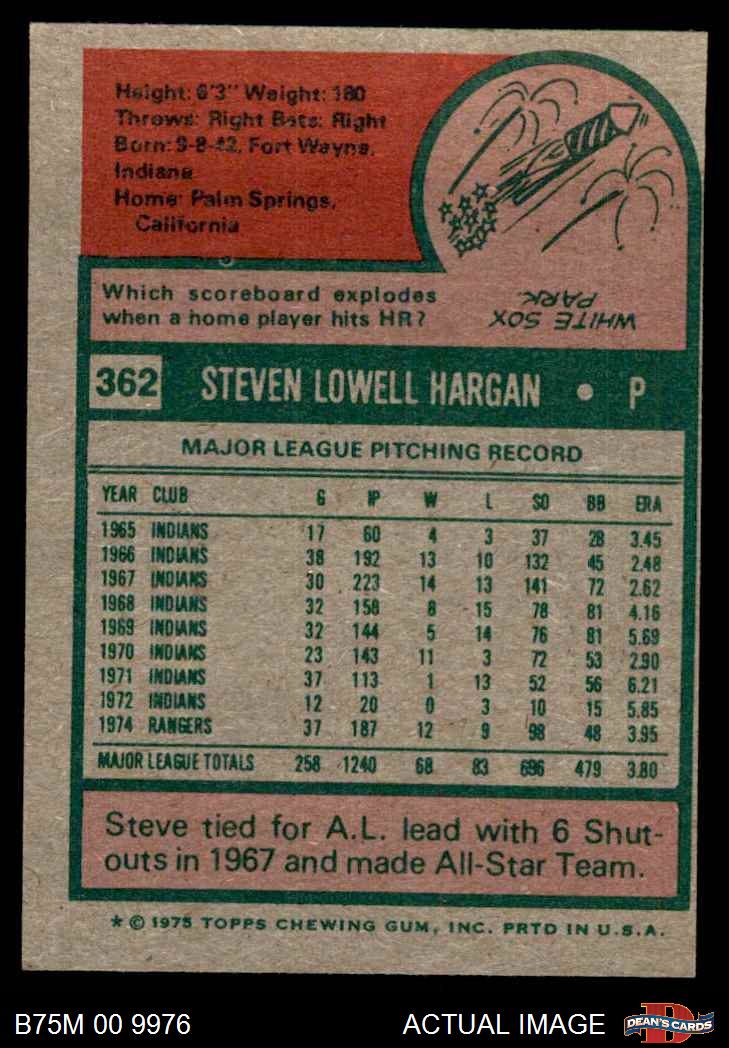 Height: 6'3" Weight: 180
Throws: Right Bats: Right
Born: 9-8-42, Fort Wayne,
Indiana
Home: Palm Springs,
California
Which scoreboard explodes
when a home player hits HR?
WHITE SOX
PARK.
362 STEVEN LOWELL HARGAN • P
MAJOR LEAGUE PITCHING RECORD
YEAR CLUB G IP W L SO BB ERA
1965 INDIANS 17 60 4 3 37 28 3.45
1966 INDIANS 38 192 13 10 132 45 2.48
1967 INDIANS 30 223 14 13 141 72 2.62
1968 INDIANS 32 158 8 15 78 81 4.16
1969 INDIANS 32 144 5 14 76 81 5.69
1970 INDIANS 23 143 11 3 72 53 2.90
1971 INDIANS 37 113 1 13 52 56 6.21
1972 INDIANS 12 20 0 3 10 15 5.85
1974 RANGERS 37 187 12 9 98 48 3.95
MAJOR LEAGUE TOTALS 258 1240 68 83 696 479 3.80
Steve tied for A.L. lead with 6 Shut-
outs in 1967 and made All-Star Team.
* © 1975 TOPPS CHEWING GUM, INC. PRTD IN U.S.A.
B75M 00 9976 ACTUAL IMAGE DEAN'S CARDS